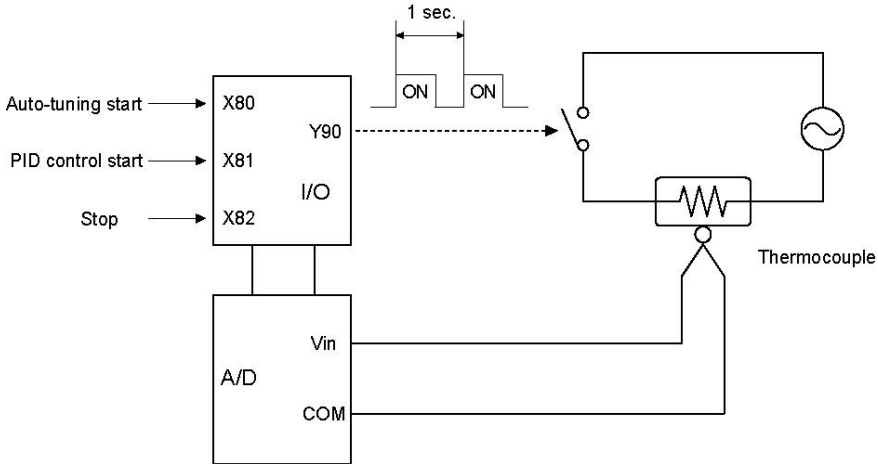 1 sec.
ON
ON
Auto-tuning start
X80
Y90
PID control start
X81
I/O
Stop
X82
Thermocouple
Vin
A/D
COM